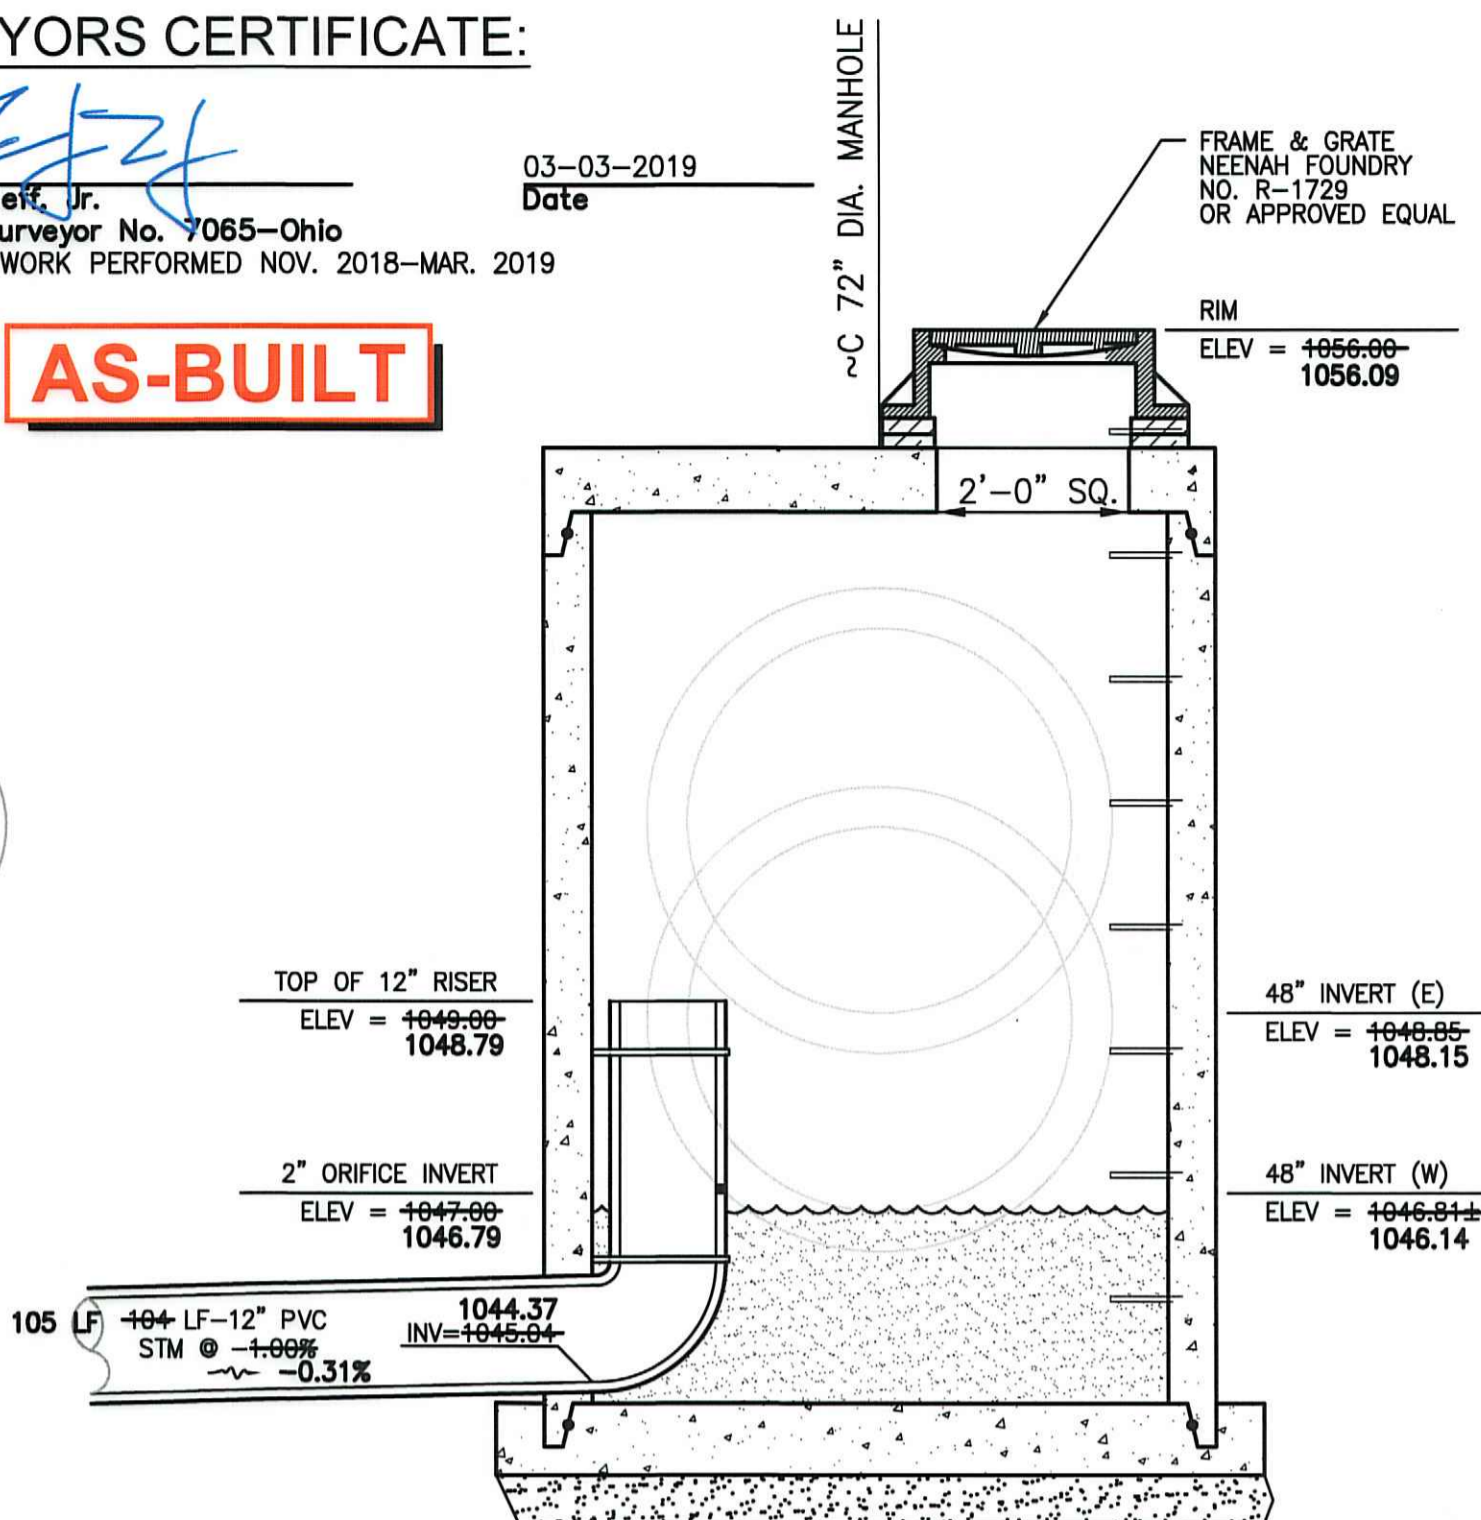 YORS CERTIFICATE:
eff, Jr.
urveyor No. 7065-Ohio
WORK PERFORMED NOV. 2018-MAR. 2019
03-03-2019
Date
AS-BUILT
~C 72" DIA. MANHOLE
FRAME & GRATE
NEENAH FOUNDRY
NO. R-1729
OR APPROVED EQUAL
RIM
ELEV = 1056.00
1056.09
2'-0" SQ.
TOP OF 12" RISER
ELEV = 1049.00
1048.79
48" INVERT (E)
ELEV = 1048.85
1048.15
2" ORIFICE INVERT
ELEV = 1047.00
1046.79
48" INVERT (W)
ELEV = 1046.81±
1046.14
105 LF 104 LF-12" PVC
STM @ -1.00%
-0.31%
1044.37
INV=1045.04